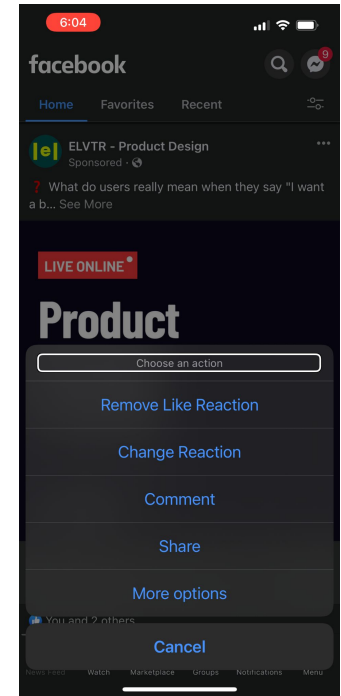 6:04
facebook
9
Home Favorites Recent
|e| ELVTR - Product Design
Sponsored ·
❓ What do users really mean when they say "I want
a b... See More
LIVE ONLINE
Product
Choose an action
Remove Like Reaction
Change Reaction
Comment
Share
More options
You and 2 others
Cancel
News Feed Watch Marketplace Groups Notifications Menu